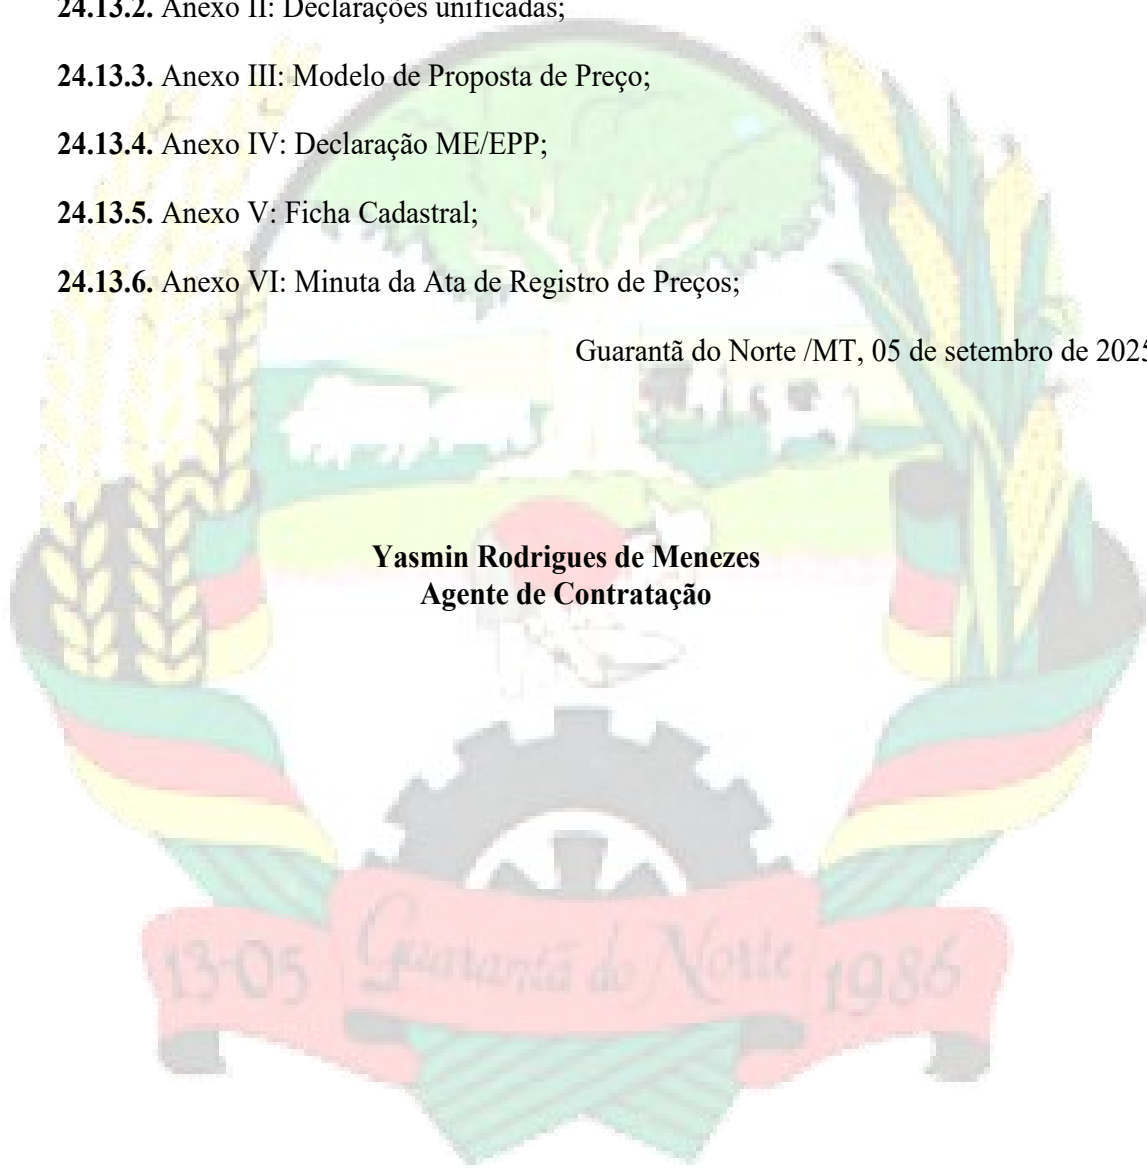 24.13.2. Anexo II: Declarações unificadas;
24.13.3. Anexo III: Modelo de Proposta de Preço;
24.13.4. Anexo IV: Declaração ME/EPP;
24.13.5. Anexo V: Ficha Cadastral;
24.13.6. Anexo VI: Minuta da Ata de Registro de Preços;
Guarantã do Norte /MT, 05 de setembro de 2025
Yasmin Rodrigues de Menezes
Agente de Contratação
13-05 Guarantã do Norte 1986